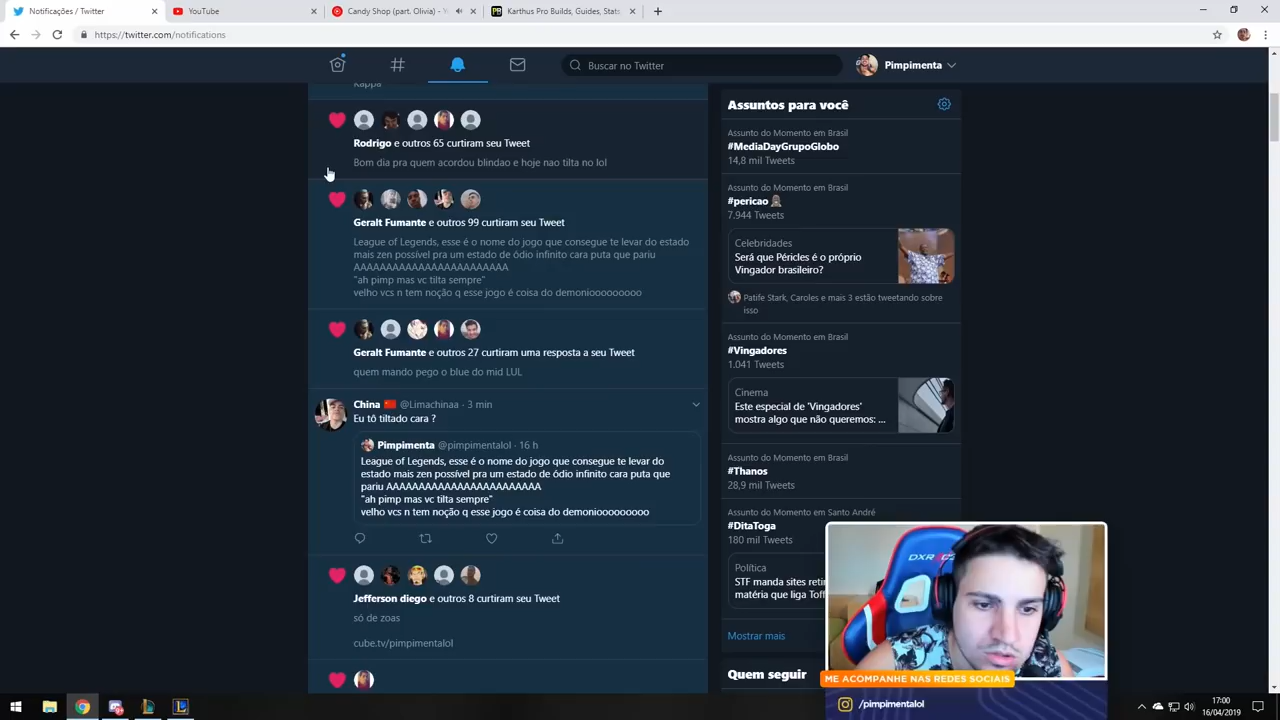 Notificações / Twitter
YouTube
Candy Shop (part. Olivia) - Y
Karthus Pro Builds, Guides, Stats
https://twitter.com/notifications
Buscar no Twitter
Pimpimenta
Kappa
Rodrigo e outros 65 curtiram seu Tweet
Bom dia pra quem acordou blindao e hoje nao tilta no lol
Geralt Fumante e outros 99 curtiram seu Tweet
League of Legends, esse é o nome do jogo que consegue te levar do estado
mais zen possível pra um estado de ódio infinito cara puta que pariu
AAAAAAAAAAAAAAAAAAAAAAAA
"ah pimp mas vc tilta sempre"
velho vcs n tem noção q esse jogo é coisa do demoniooooooooo
Geralt Fumante e outros 27 curtiram uma resposta a seu Tweet
quem mando pego o blue do mid LUL
China @Limachinaa · 3 min
Eu tô tiltado cara ?
Pimpimenta @pimpimentalol · 16 h
League of Legends, esse é o nome do jogo que consegue te levar do
estado mais zen possível pra um estado de ódio infinito cara puta que
pariu AAAAAAAAAAAAAAAAAAAAAAAA
"ah pimp mas vc tilta sempre"
velho vcs n tem noção q esse jogo é coisa do demoniooooooooo
Jefferson diego e outros 8 curtiram seu Tweet
só de zoas
cube.tv/pimpimentalol
Assuntos para você
Assunto do Momento em Brasil
#MediaDayGrupoGlobo
14,8 mil Tweets
Assunto do Momento em Brasil
#pericao
7.944 Tweets
Celebridades
Será que Péricles é o próprio
Vingador brasileiro?
Patife Stark, Caroles e mais 3 estão tweetando sobre
isso
Assunto do Momento em Brasil
#Vingadores
1.041 Tweets
Cinema
Este especial de 'Vingadores'
mostra algo que não queremos: ...
Assunto do Momento em Brasil
#Thanos
28,9 mil Tweets
Assunto do Momento em Santo André
#DitaToga
180 mil Tweets
Política
STF manda sites reti
matéria que liga Toff
Mostrar mais
Quem seguir
DXR
ME ACOMPANHE NAS REDES SOCIAIS
/pimpimentalol
17:00
16/04/2019